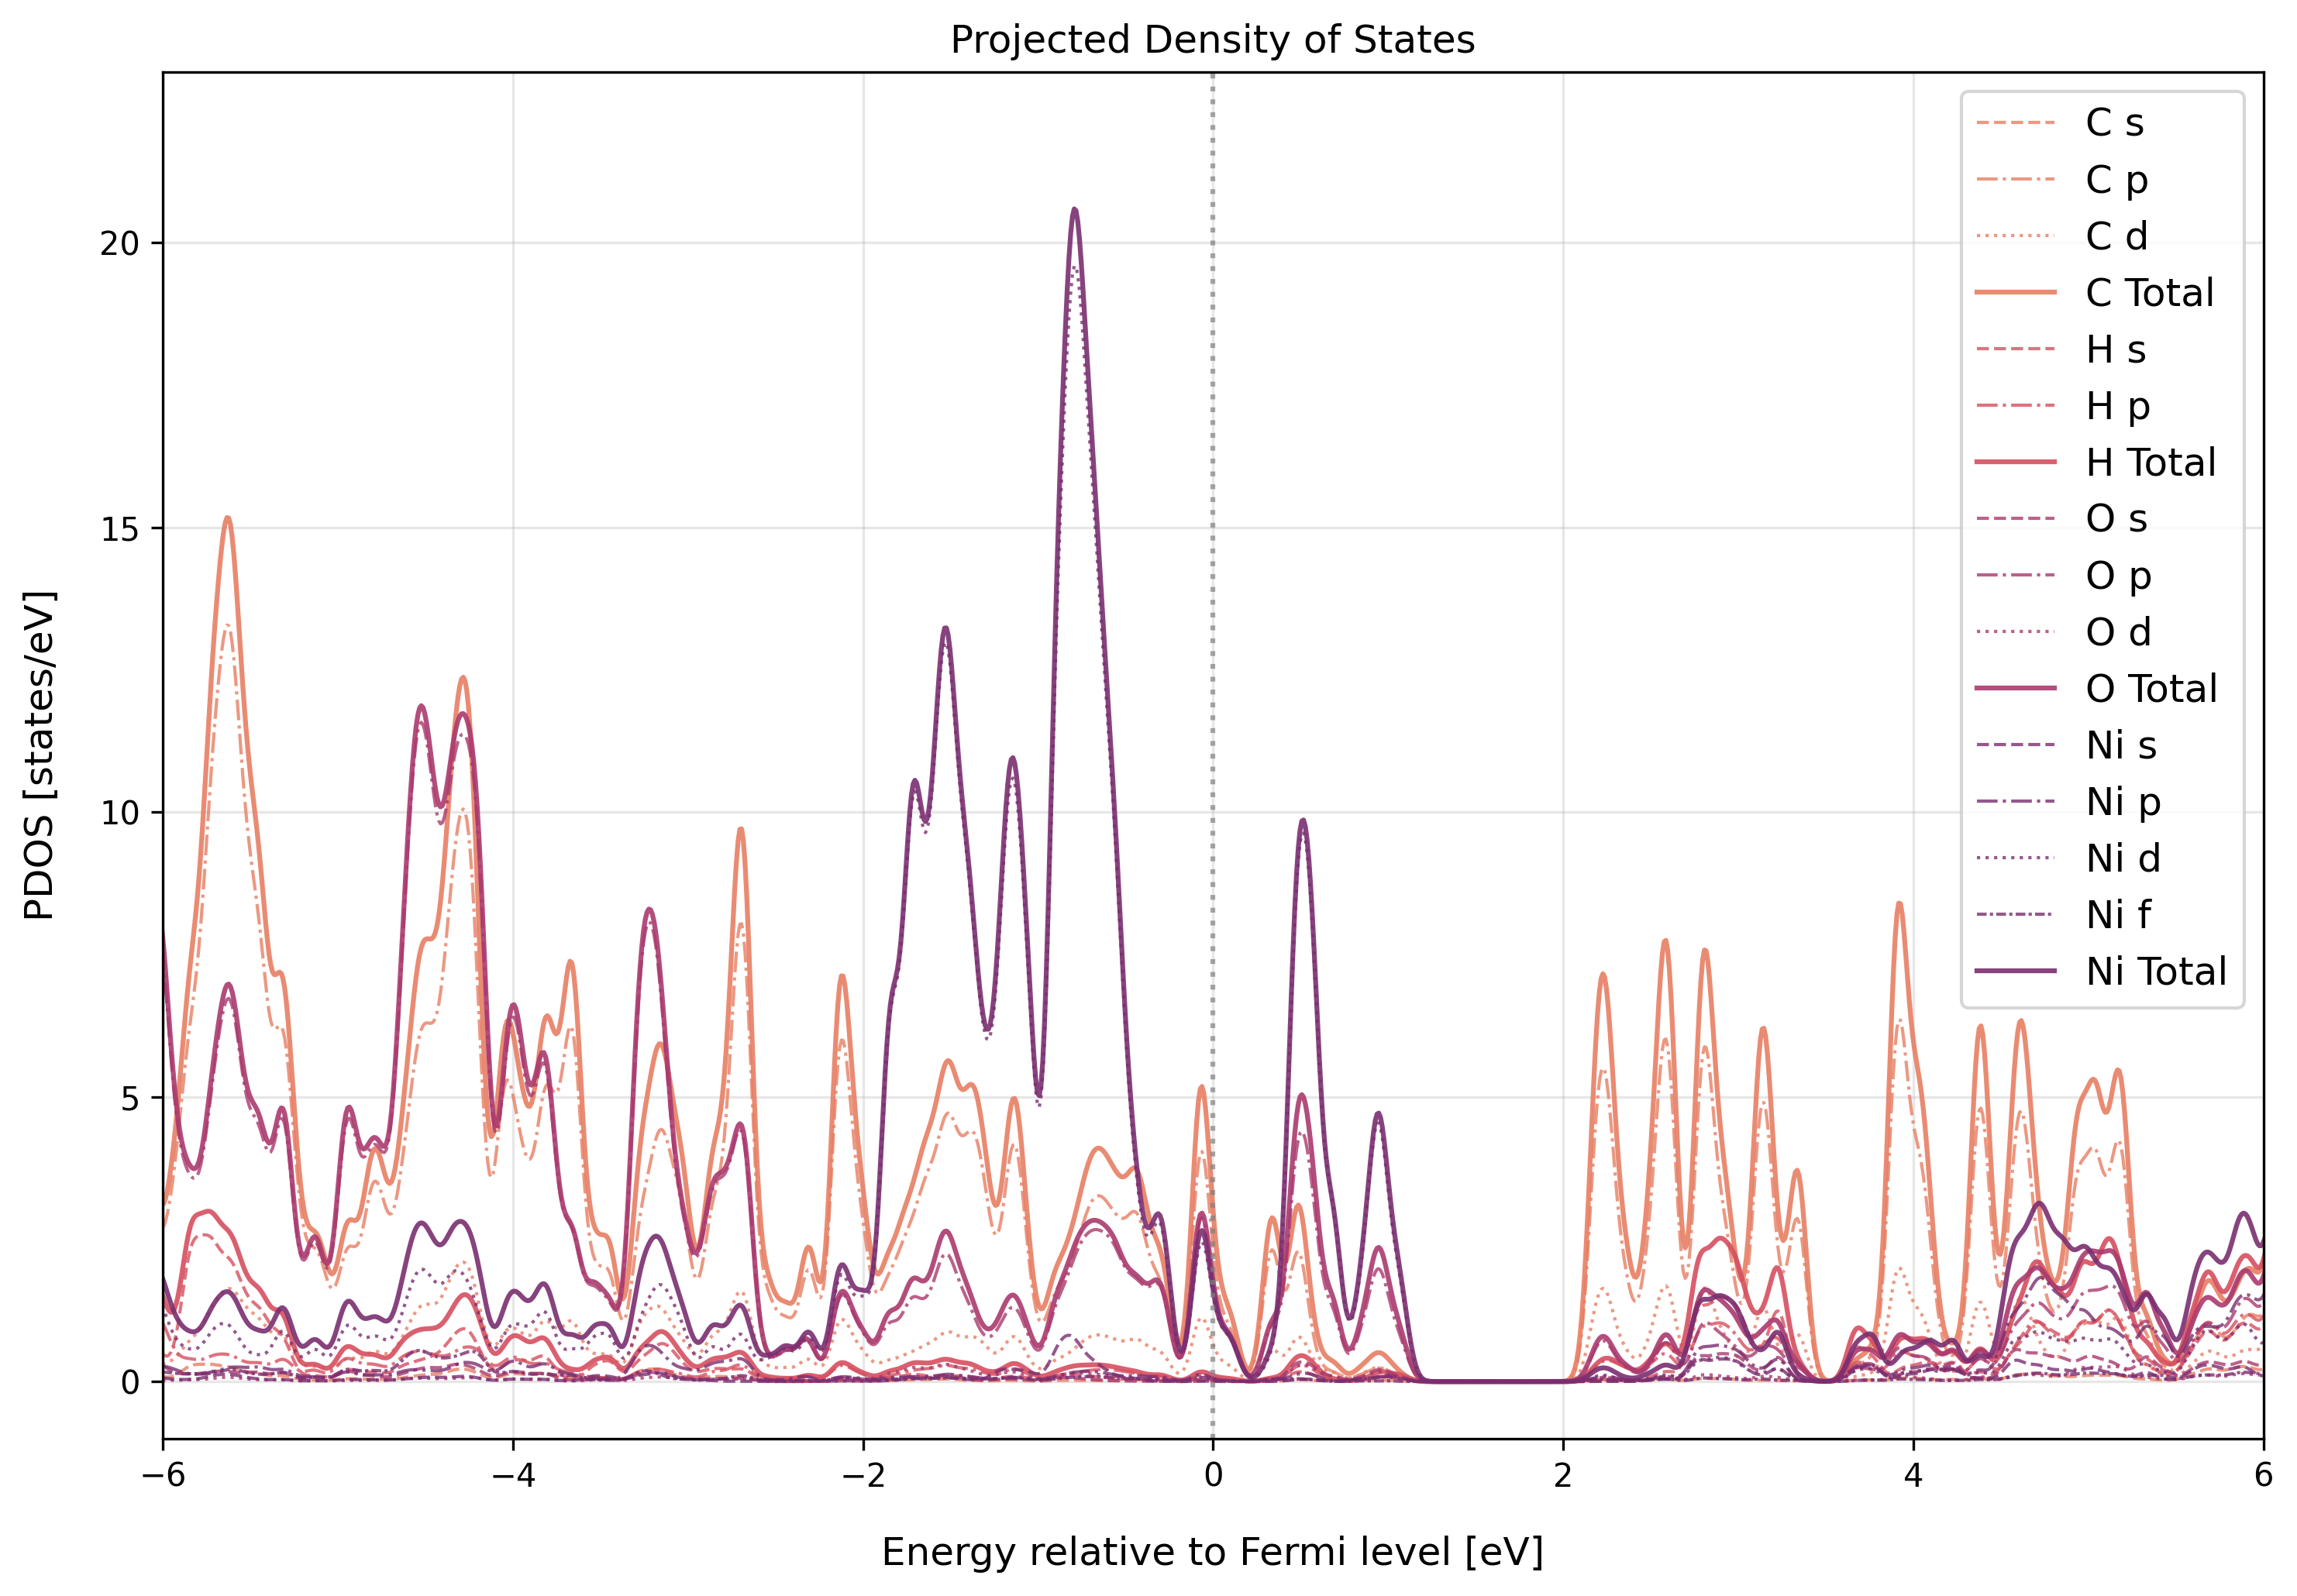 Projected Density of States
PDOS [states/eV]
20
15
10
5
0
−6
−4
−2
0
2
4
6
Energy relative to Fermi level [eV]
C s
C p
C d
C Total
H s
H p
H Total
O s
O p
O d
O Total
Ni s
Ni p
Ni d
Ni f
Ni Total